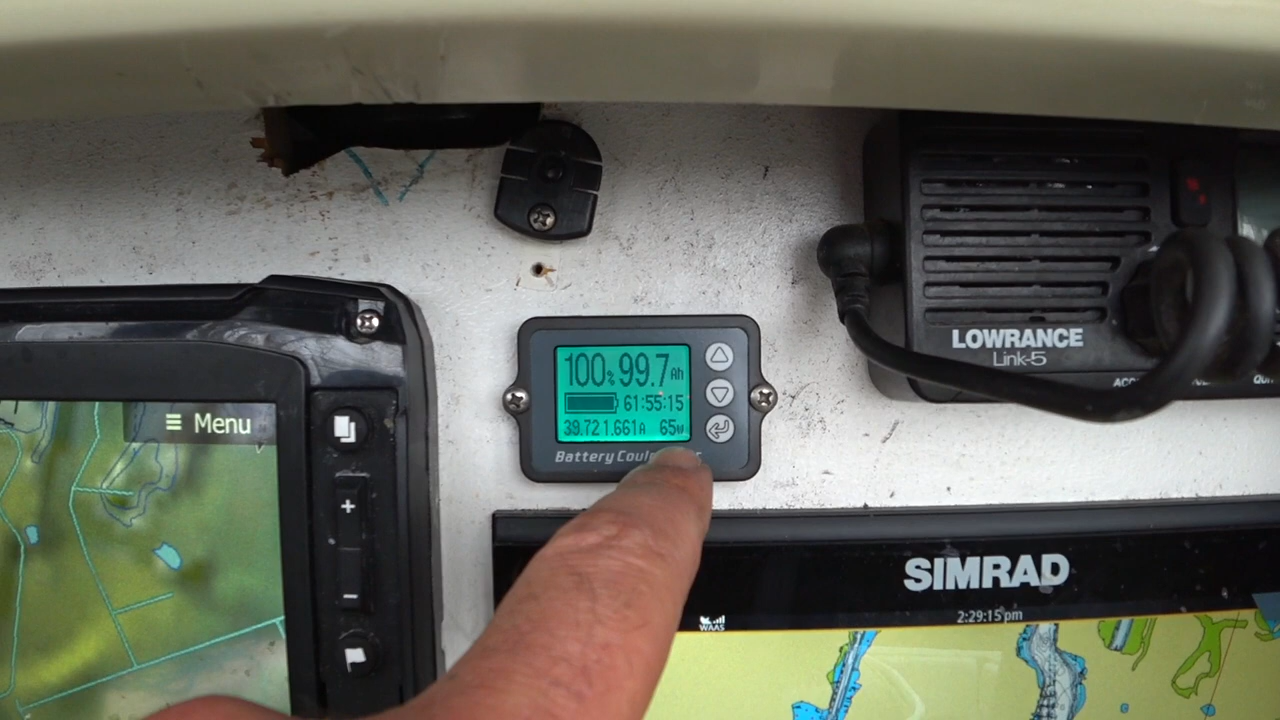 LOWRANCE
Link-5
100% 99.7Ah
61:55:15
39.72 1.661A 65W
Battery
≡ Menu
+
−
SIMRAD
WAAS
2:29:15 pm